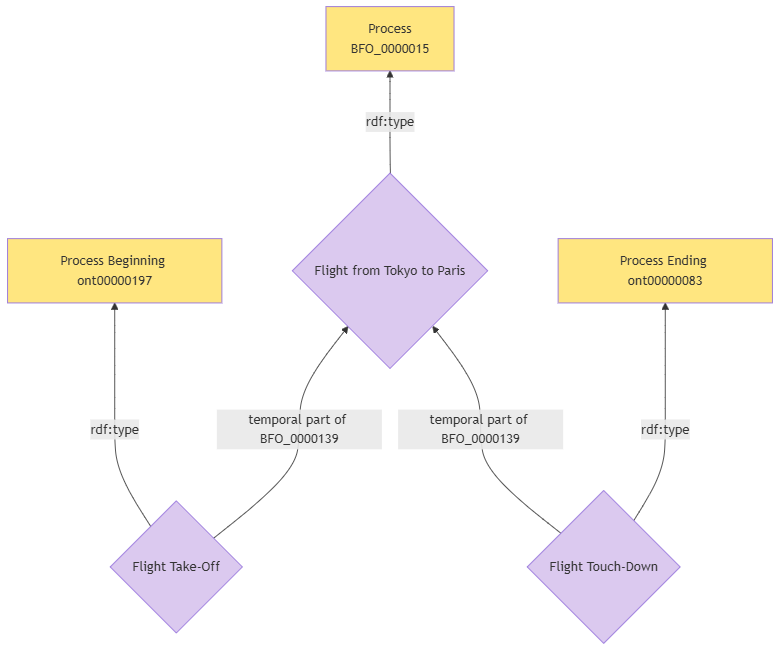 Process
BFO_0000015
rdf:type
Process Beginning
ont00000197
Flight from Tokyo to Paris
Process Ending
ont00000083
rdf:type
temporal part of
BFO_0000139
temporal part of
BFO_0000139
rdf:type
Flight Take-Off
Flight Touch-Down